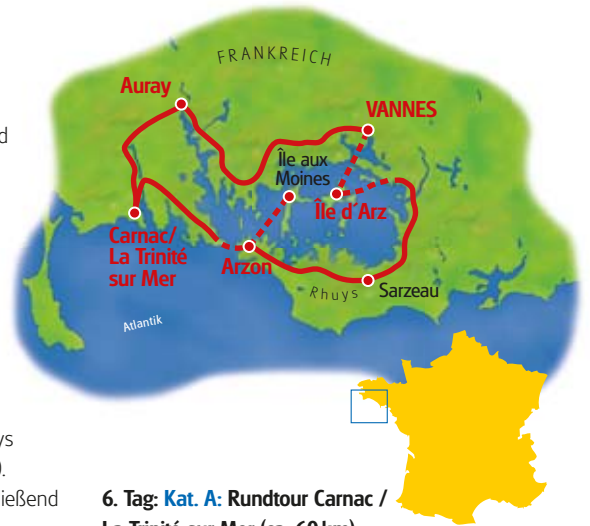 FRANKREICH
Auray
VANNES
Île aux
Moines
Île d'Arz
Carnac/
La Trinité
sur Mer
Arzon
Rhuys
Sarzeau
Atlantik
ießend
6. Tag: Kat. A: Rundtour Carnac /